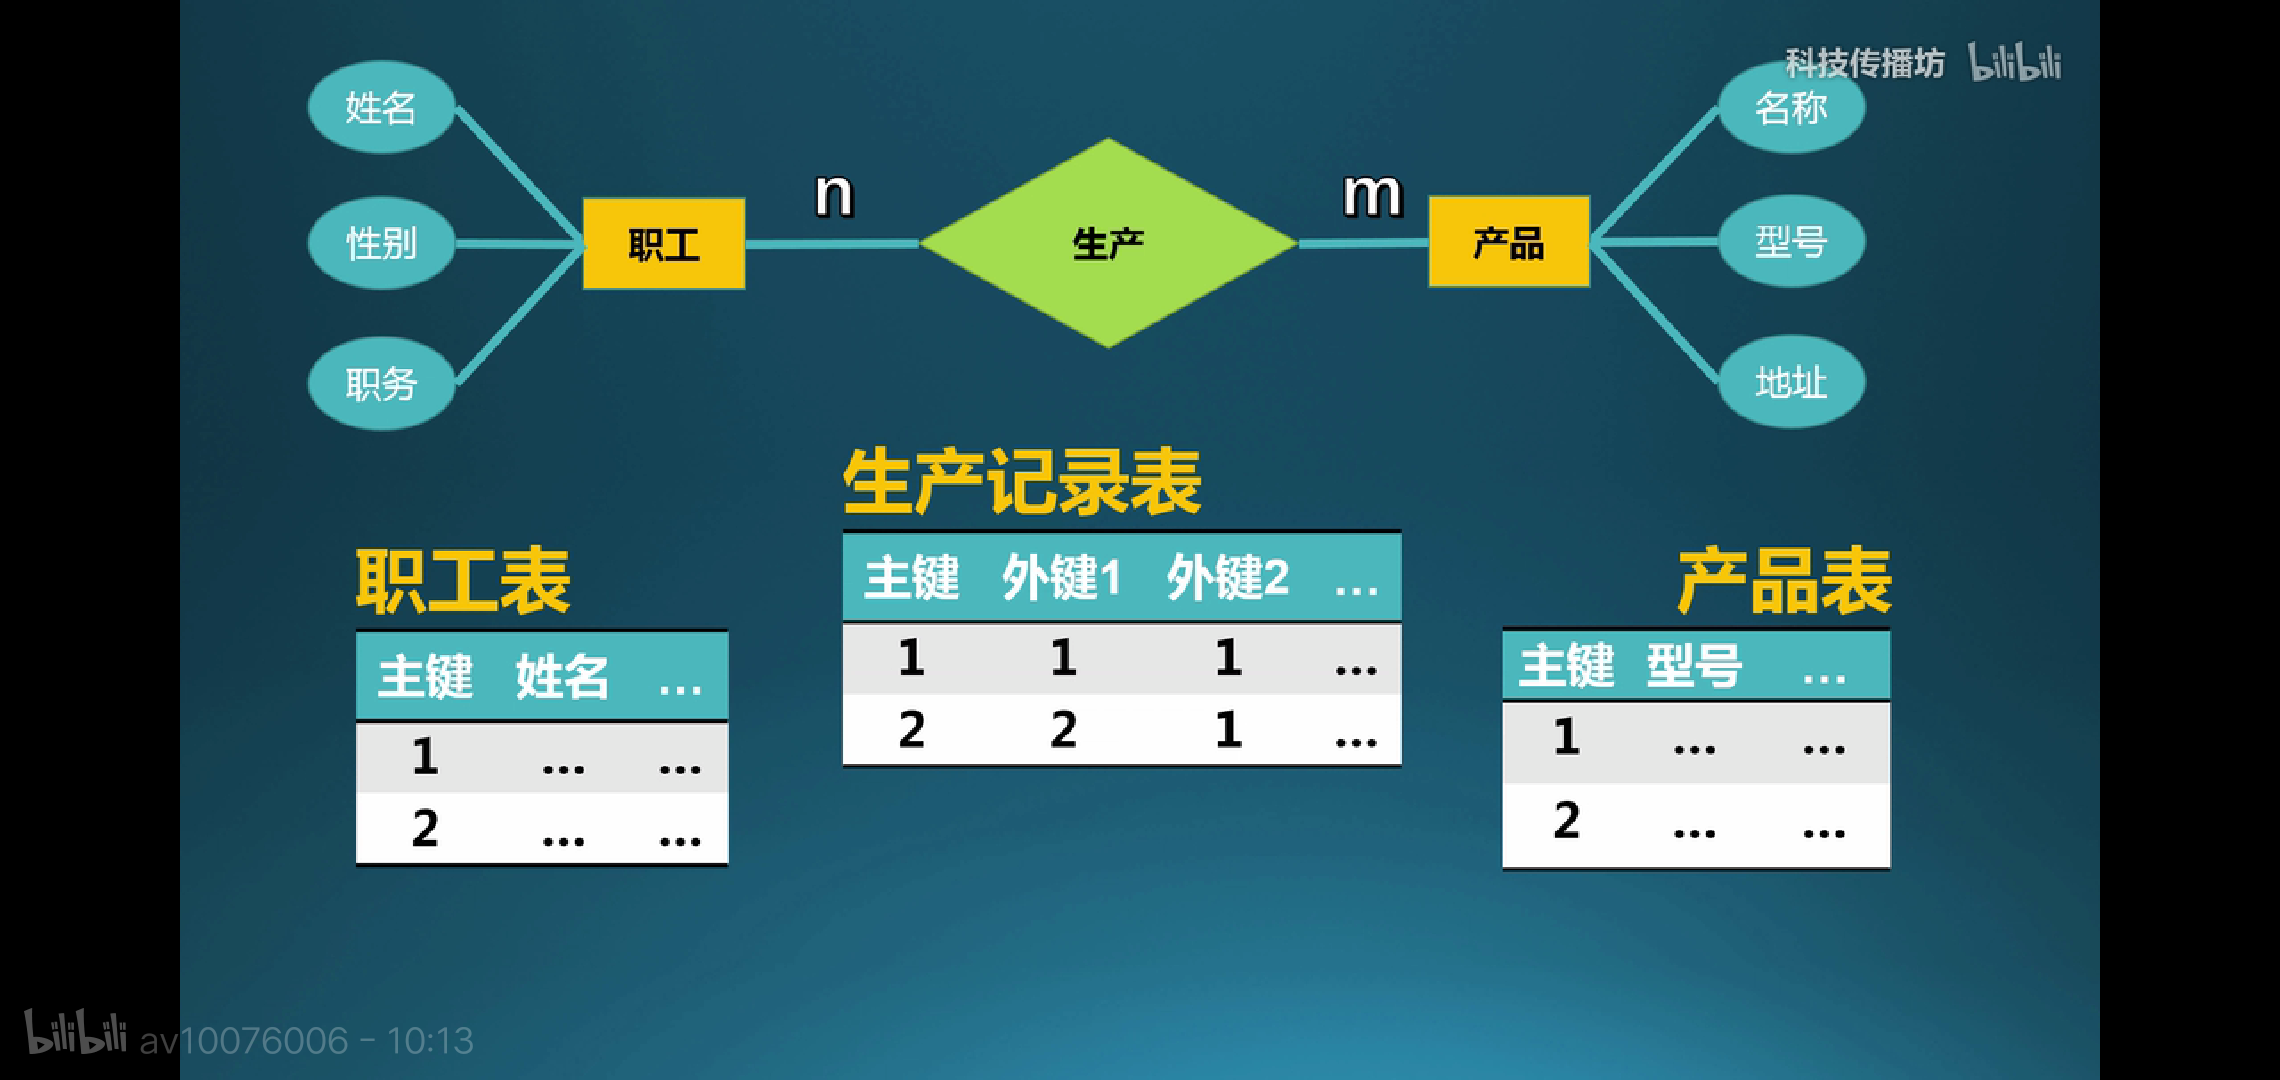 科技传播坊 bilibili
姓名
名称
n
m
性别
职工
生产
产品
型号
职务
地址
生产记录表
主键 外键1 外键2 ...
1 1 1 ...
2 2 1 ...
职工表
主键 姓名 ...
1 ... ...
2 ... ...
产品表
主键 型号 ...
1 ... ...
2 ... ...
bilibili av10076006 - 10:13